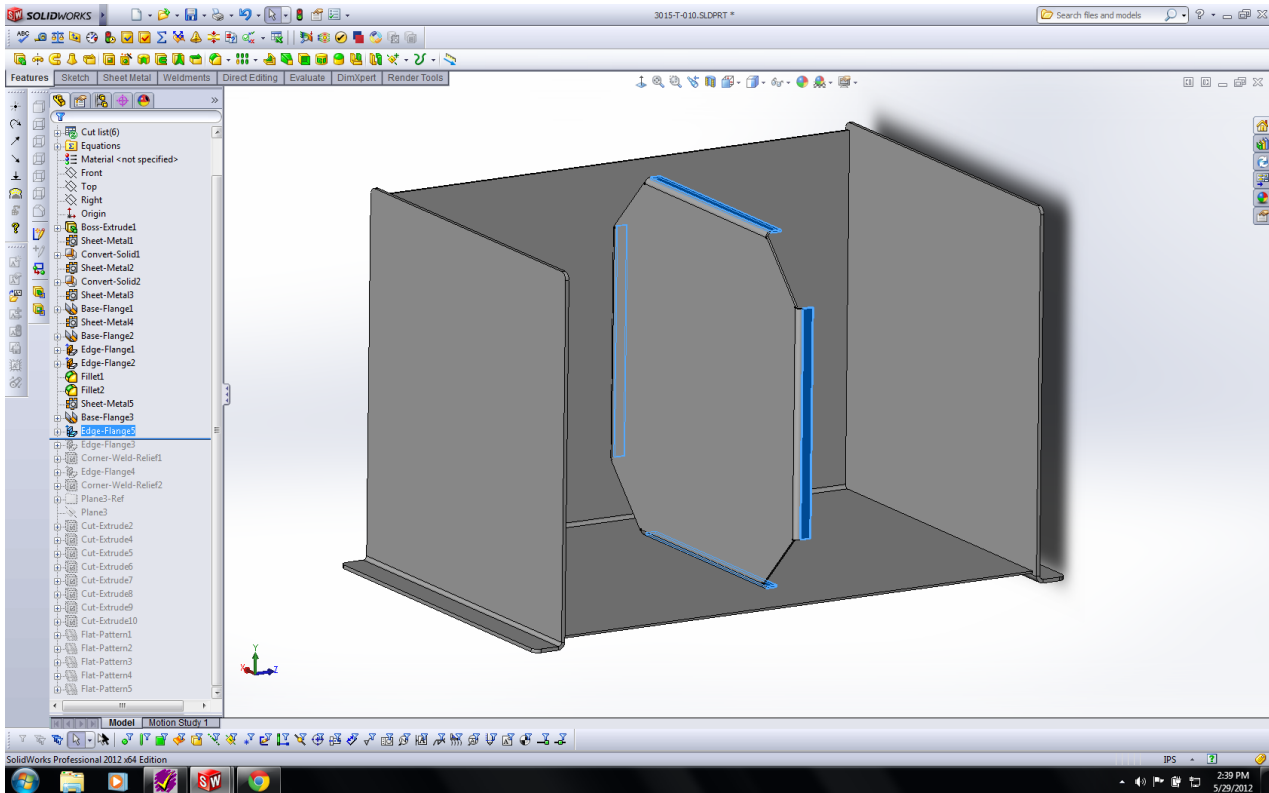 SW SOLIDWORKS
3015-T-010.SLDPRT *
Search files and models
Features Sketch Sheet Metal Weldments Direct Editing Evaluate DimXpert Render Tools
Cut list(6)
Equations
Material <not specified>
Front
Top
Right
Origin
Boss-Extrude1
Sheet-Metal1
Convert-Solid1
Sheet-Metal2
Convert-Solid2
Sheet-Metal3
Base-Flange1
Sheet-Metal4
Base-Flange2
Edge-Flange1
Edge-Flange2
Fillet1
Fillet2
Sheet-Metal5
Base-Flange3
Edge-Flange5
Edge-Flange3
Corner-Weld-Relief1
Edge-Flange4
Corner-Weld-Relief2
Plane3-Ref
Plane3
Cut-Extrude2
Cut-Extrude4
Cut-Extrude5
Cut-Extrude6
Cut-Extrude7
Cut-Extrude8
Cut-Extrude9
Cut-Extrude10
Flat-Pattern1
Flat-Pattern2
Flat-Pattern3
Flat-Pattern4
Flat-Pattern5
Y
X
Z
Model Motion Study 1
SolidWorks Professional 2012 x64 Edition
IPS
SW
2:39 PM
5/29/2012